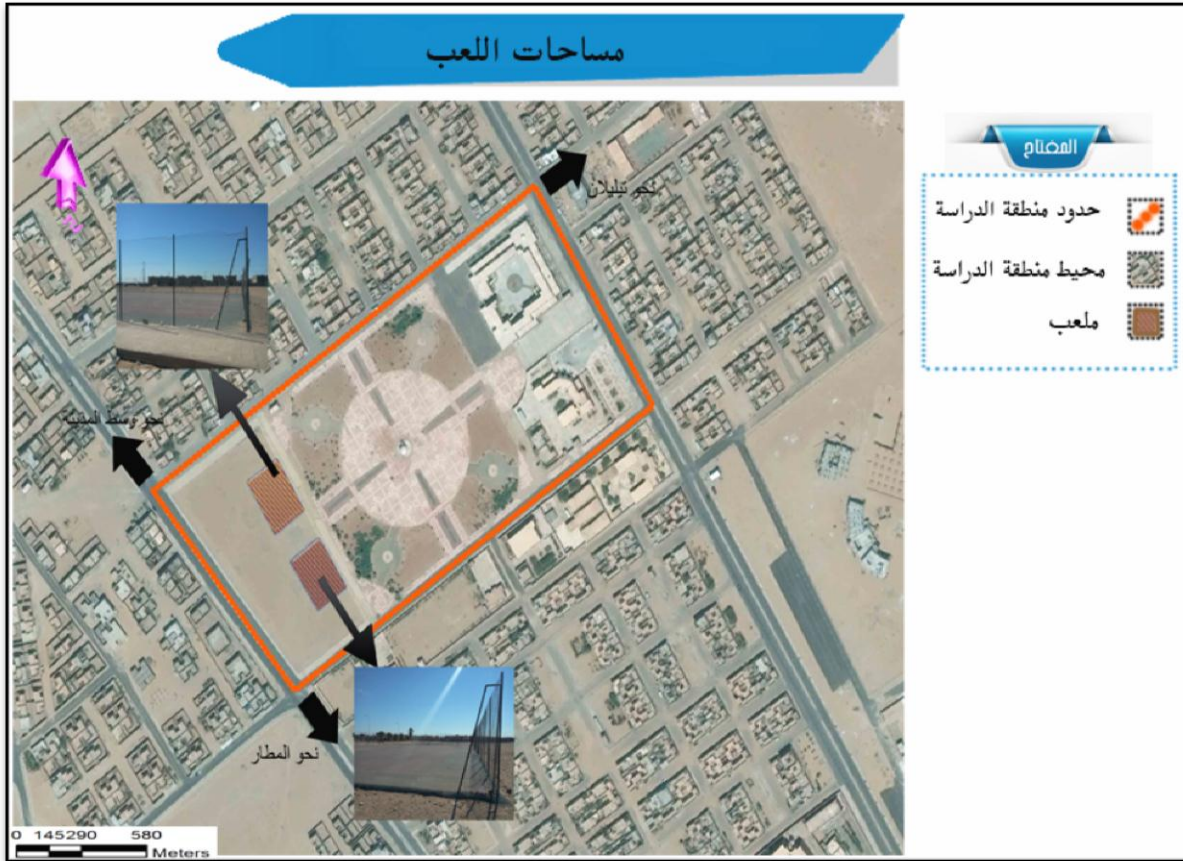 مساحات اللعب
المفتاح
حدود منطقة الدراسة
محيط منطقة الدراسة
ملعب
نحو تيليلان
نحو وسط المدينة
نحو المطار
0 145290 580
Meters